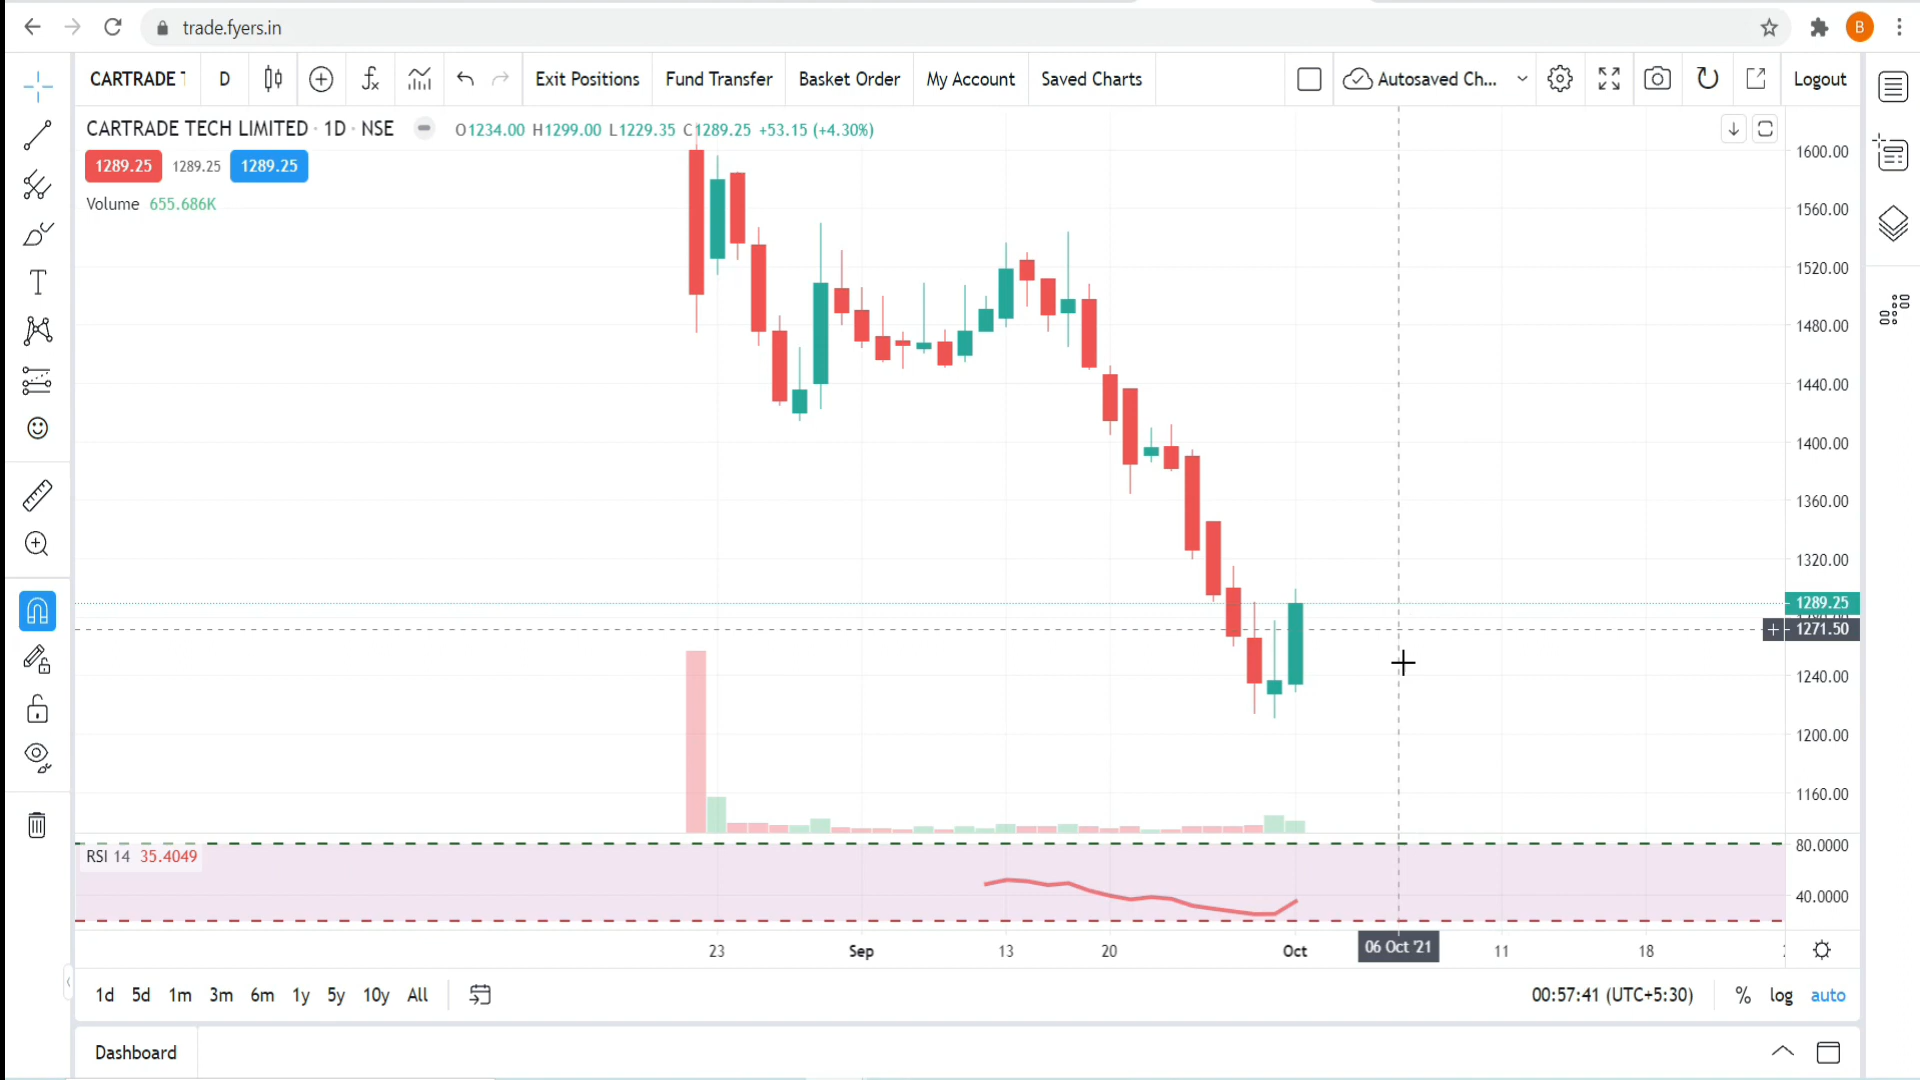 trade.fyers.in
B
CARTRADE T
D
Exit Positions
Fund Transfer
Basket Order
My Account
Saved Charts
Autosaved Ch...
Logout
CARTRADE TECH LIMITED · 1D · NSE
O1234.00 H1299.00 L1229.35 C1289.25 +53.15 (+4.30%)
1289.25 1289.25 1289.25
Volume 655.686K
1600.00
1560.00
1520.00
1480.00
1440.00
1400.00
1360.00
1320.00
1289.25
1271.50
1240.00
1200.00
1160.00
RSI 14 35.4049
80.0000
40.0000
23 Sep 13 20 Oct 06 Oct '21 11 18
1d 5d 1m 3m 6m 1y 5y 10y All
00:57:41 (UTC+5:30) % log auto
Dashboard